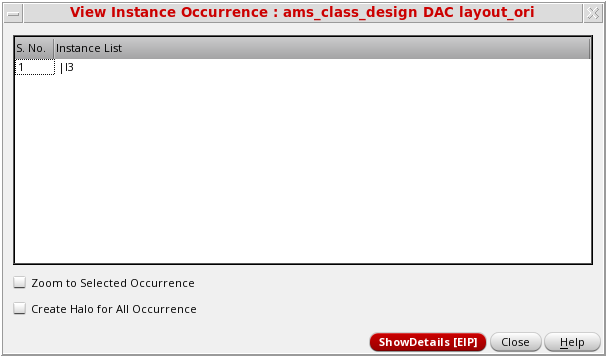 View Instance Occurrence : ams_class_design DAC layout_ori
S. No. Instance List
1 |I3
Zoom to Selected Occurrence
Create Halo for All Occurrence
ShowDetails [EIP] Close Help